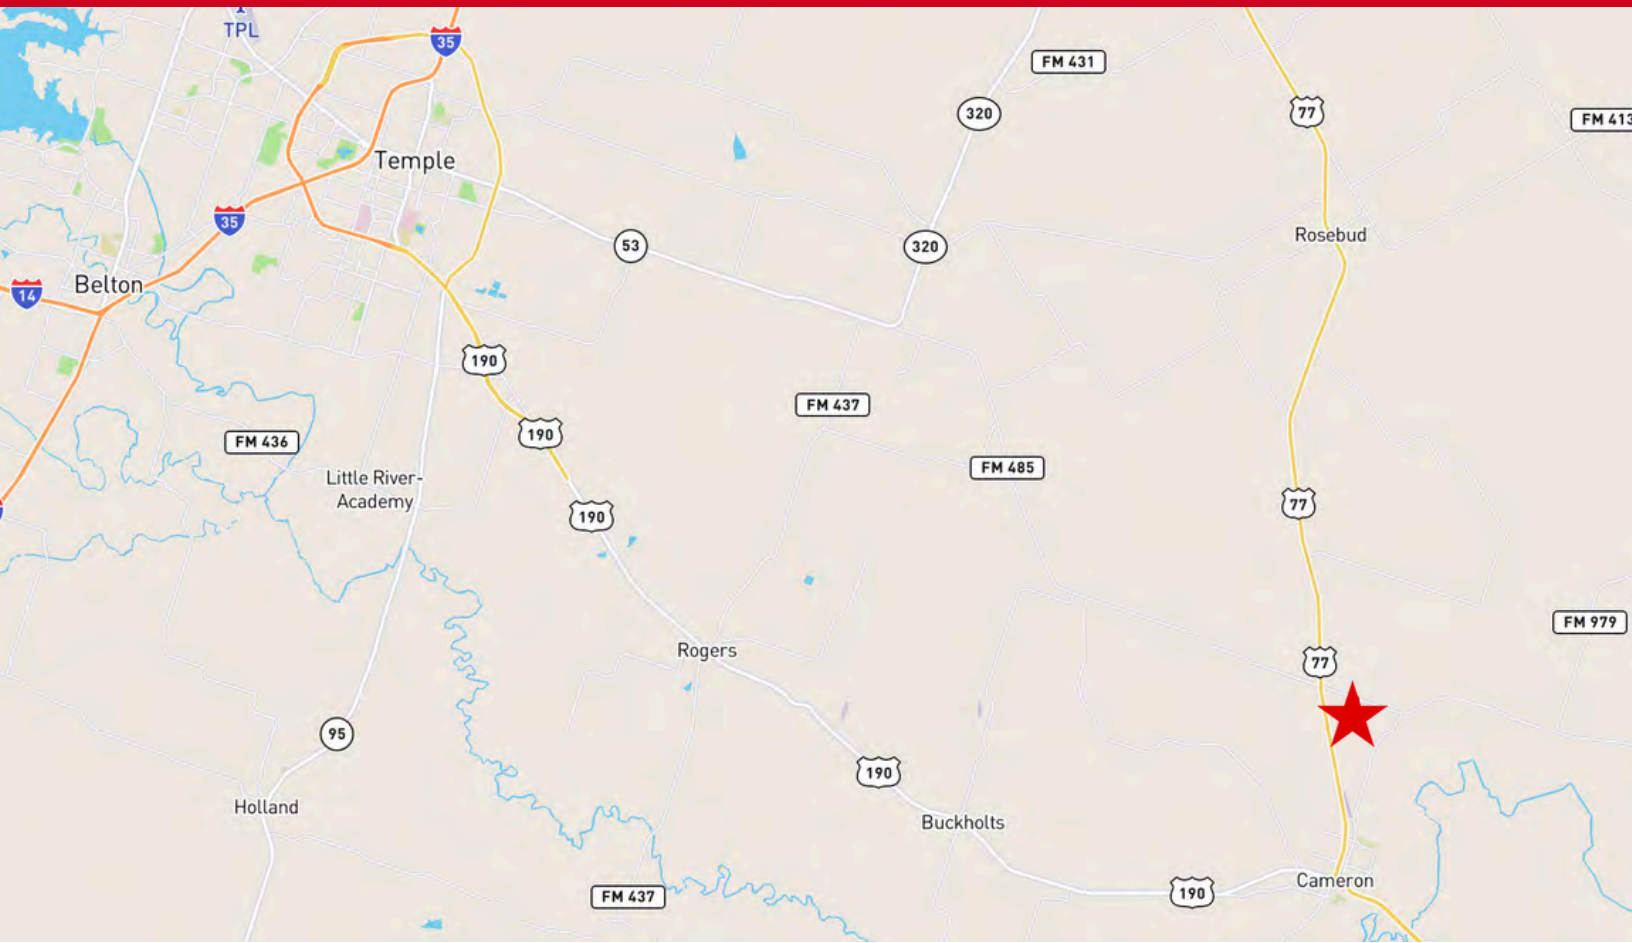 TPL
35
FM 431
320
77
FM 413
Temple
35
53
320
Rosebud
Belton
14
190
FM 437
190
FM 436
FM 485
Little River-
Academy
77
190
FM 979
Rogers
77
95
190
Holland
Buckholts
Cameron
190
FM 437